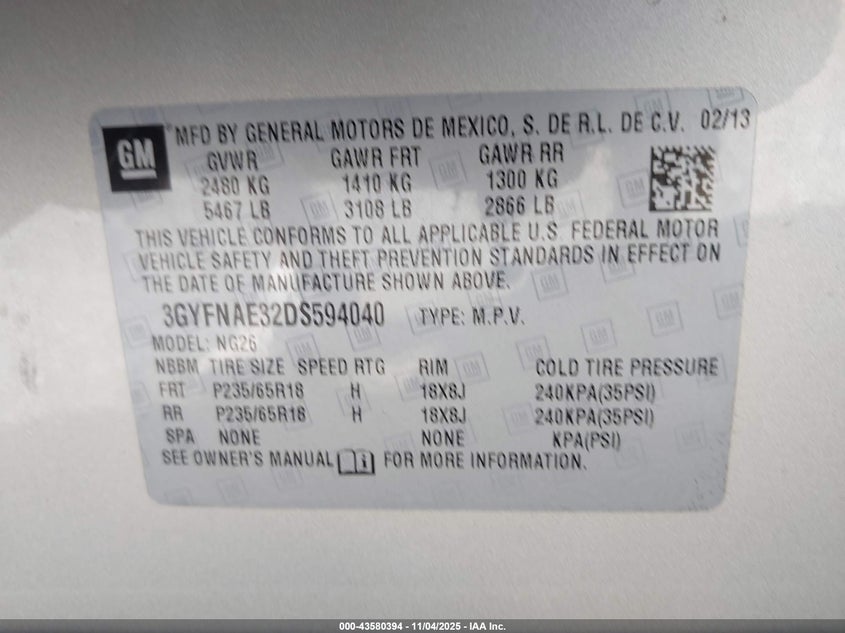 GM ® MFD BY GENERAL MOTORS DE MEXICO, S. DE R.L. DE C.V. 02/13
GVWR GAWR FRT GAWR RR
2480 KG 1410 KG 1300 KG
5467 LB 3108 LB 2866 LB
THIS VEHICLE CONFORMS TO ALL APPLICABLE U.S. FEDERAL MOTOR
VEHICLE SAFETY AND THEFT PREVENTION STANDARDS IN EFFECT ON
THE DATE OF MANUFACTURE SHOWN ABOVE.
3GYFNAE32DS594040 TYPE: M.P.V.
MODEL: NG26
NBBM TIRE SIZE SPEED RTG RIM COLD TIRE PRESSURE
FRT P235/65R18 H 18X8J 240KPA(35PSI)
RR P235/65R18 H 18X8J 240KPA(35PSI)
SPA NONE NONE KPA(PSI)
SEE OWNER'S MANUAL FOR MORE INFORMATION.
000-43580394 - 11/04/2025 - IAA Inc.